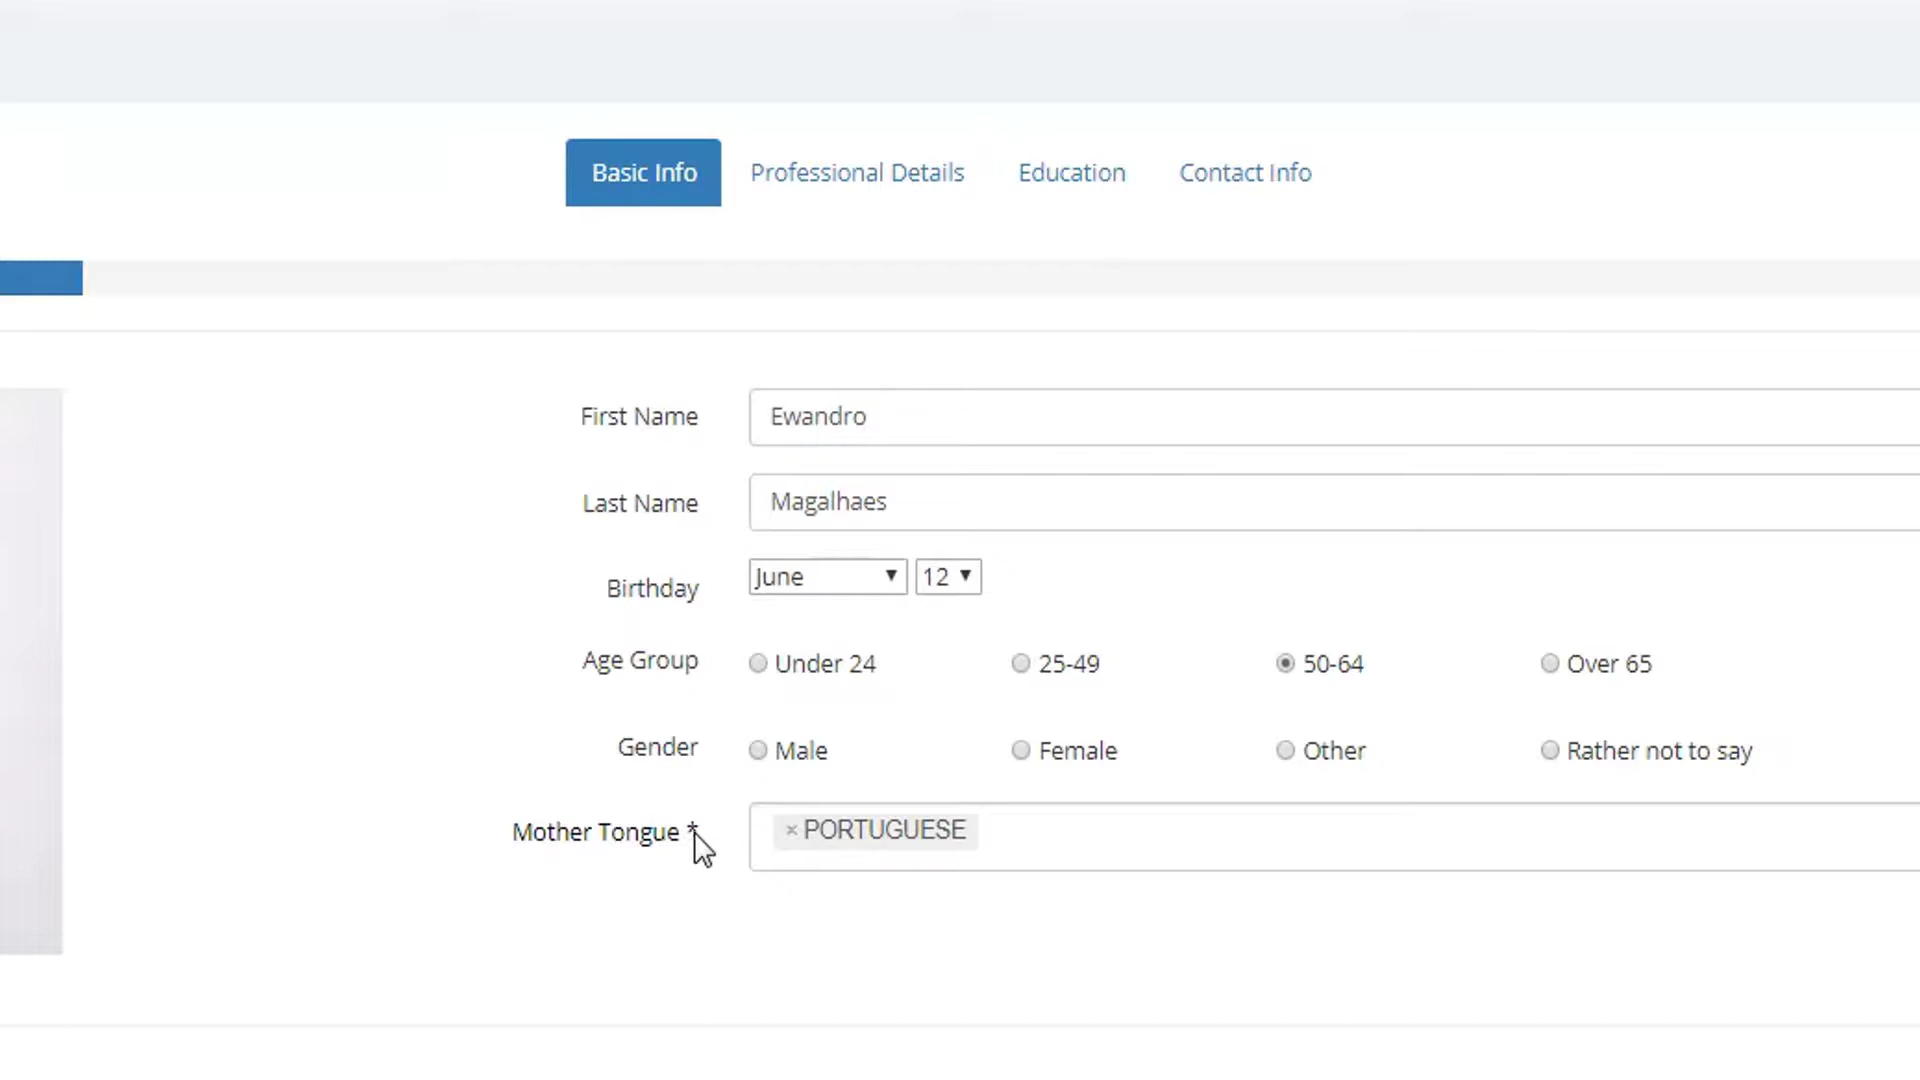 Basic Info Professional Details Education Contact Info
First Name Ewandro
Last Name Magalhaes
Birthday June 12
Age Group Under 24 25-49 50-64 Over 65
Gender Male Female Other Rather not to say
Mother Tongue * × PORTUGUESE